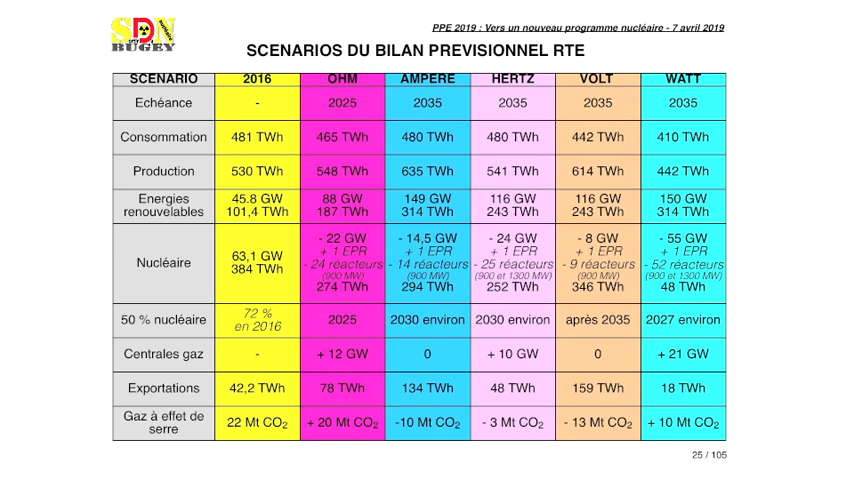 SDN
nucléaire
BUGEY
PPE 2019 : Vers un nouveau programme nucléaire - 7 avril 2019
SCENARIOS DU BILAN PREVISIONNEL RTE
SCENARIO 2016 OHM AMPERE HERTZ VOLT WATT
Echéance - 2025 2035 2035 2035 2035
Consommation 481 TWh 465 TWh 480 TWh 480 TWh 442 TWh 410 TWh
Production 530 TWh 548 TWh 635 TWh 541 TWh 614 TWh 442 TWh
Energies 45.8 GW 88 GW 149 GW 116 GW 116 GW 150 GW
renouvelables 101,4 TWh 187 TWh 314 TWh 243 TWh 243 TWh 314 TWh
Nucléaire
63,1 GW
384 TWh
- 22 GW
+ 1 EPR
- 24 réacteurs
(900 MW)
274 TWh
- 14,5 GW
+ 1 EPR
- 14 réacteurs
(900 MW)
294 TWh
- 24 GW
+ 1 EPR
- 25 réacteurs
(900 et 1300 MW)
252 TWh
- 8 GW
+ 1 EPR
- 9 réacteurs
(900 MW)
346 TWh
- 55 GW
+ 1 EPR
- 52 réacteurs
(900 et 1300 MW)
48 TWh
50 % nucléaire
72 %
en 2016
2025 2030 environ 2030 environ après 2035 2027 environ
Centrales gaz - + 12 GW 0 + 10 GW 0 + 21 GW
Exportations 42,2 TWh 78 TWh 134 TWh 48 TWh 159 TWh 18 TWh
Gaz à effet de
serre
22 Mt CO₂ + 20 Mt CO₂ -10 Mt CO₂ - 3 Mt CO₂ - 13 Mt CO₂ + 10 Mt CO₂
25 / 105